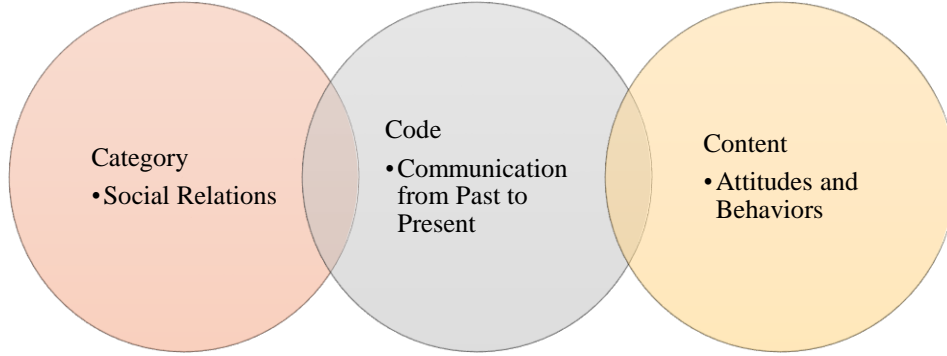 Category
•Social Relations
Code
•Communication
from Past to
Present
Content
•Attitudes and
Behaviors